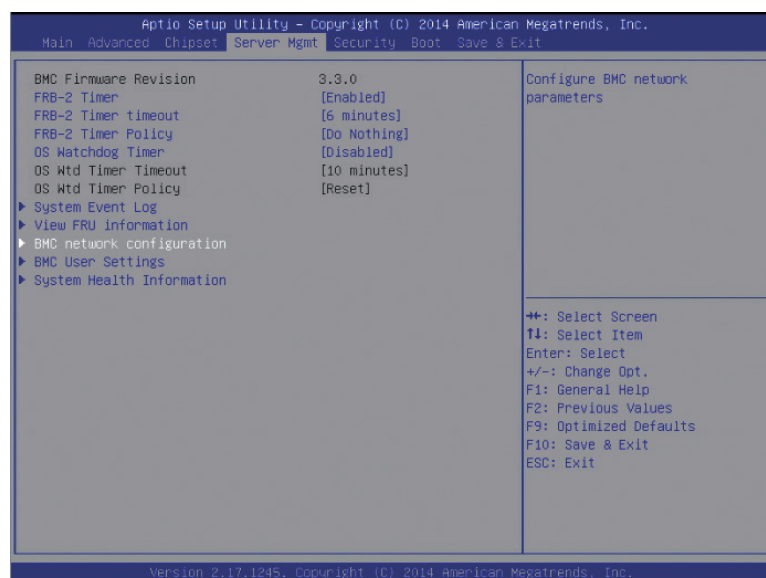 Aptio Setup Utility – Copyright (C) 2014 American Megatrends, Inc.
Main Advanced Chipset Server Mgmt Security Boot Save & Exit
BMC Firmware Revision 3.3.0
FRB-2 Timer [Enabled]
FRB-2 Timer timeout [6 minutes]
FRB-2 Timer Policy [Do Nothing]
OS Watchdog Timer [Disabled]
OS Wtd Timer Timeout [10 minutes]
OS Wtd Timer Policy [Reset]
System Event Log
View FRU information
BMC network configuration
BMC User Settings
System Health Information
Configure BMC network
parameters
→←: Select Screen
↑↓: Select Item
Enter: Select
+/-: Change Opt.
F1: General Help
F2: Previous Values
F9: Optimized Defaults
F10: Save & Exit
ESC: Exit
Version 2.17.1245. Copyright (C) 2014 American Megatrends, Inc.